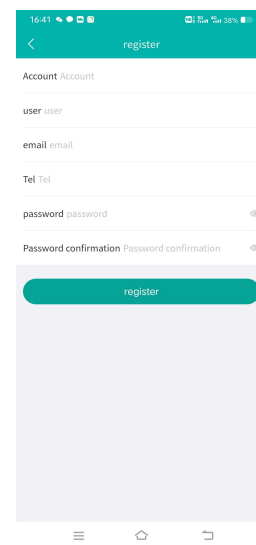 16:41 38%
register
Account Account
user user
email email
Tel Tel
password password
Password confirmation Password confirmation
register